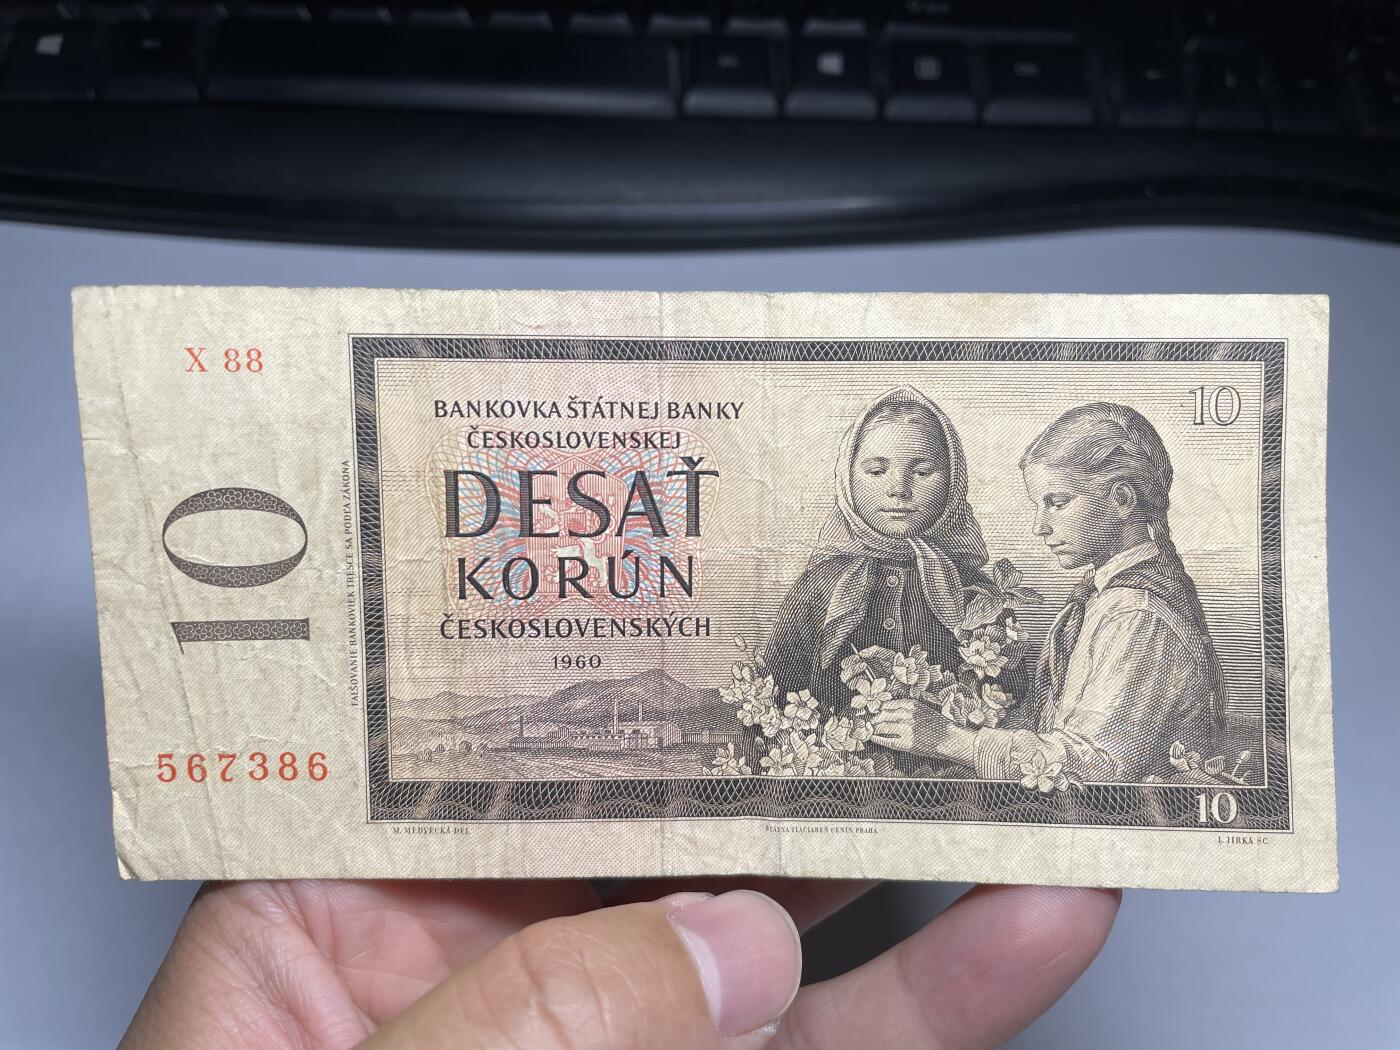 X 88
BANKOVKA ŠTÁTNEJ BANKY
ČESKOSLOVENSKEJ
DESAŤ
KORÚN
ČESKOSLOVENSKÝCH
1960
10
10
FALŠOVANIE BANKOVIEK TRESCE SA PODĽA ZÁKONA
567386
10
M. MEDVECKÁ DEL.
ŠTÁTNA TLAČIAREŇ CENÍN, PRAHA
L. JIRKA SC.